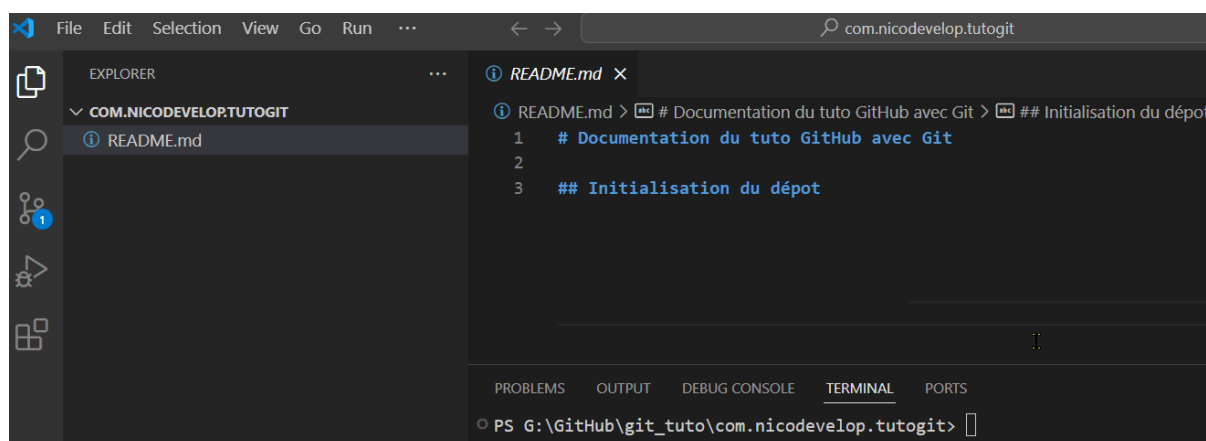 File Edit Selection View Go Run ··· com.nicodevelop.tutogit
EXPLORER ···
COM.NICODEVELOP.TUTOGIT
README.md
1
README.md ×
README.md > # Documentation du tuto GitHub avec Git > ## Initialisation du dépot
1 # Documentation du tuto GitHub avec Git
2
3 ## Initialisation du dépot
PROBLEMS OUTPUT DEBUG CONSOLE TERMINAL PORTS
PS G:\GitHub\git_tuto\com.nicodevelop.tutogit>